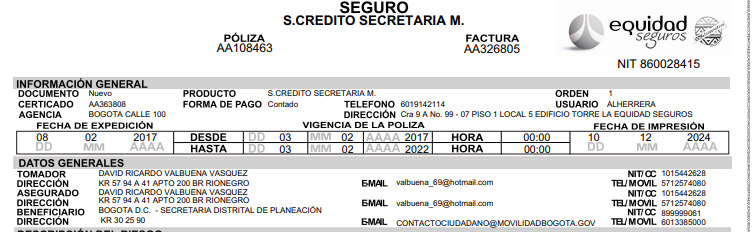 SEGURO
S.CREDITO SECRETARIA M.
PÓLIZA FACTURA
AA108463 AA326805
equidad
seguros
NIT 860028415
INFORMACIÓN GENERAL
DOCUMENTO Nuevo PRODUCTO S.CREDITO SECRETARIA M. ORDEN 1
CERTICADO AA363808 FORMA DE PAGO Contado TELEFONO 6019142114 USUARIO ALHERRERA
AGENCIA BOGOTA CALLE 100 DIRECCIÓN Cra 9 A No. 99 - 07 PISO 1 LOCAL 5 EDIFICIO TORRE LA EQUIDAD SEGUROS
FECHA DE EXPEDICIÓN VIGENCIA DE LA POLIZA FECHA DE IMPRESIÓN
08 02 2017 DESDE DD 03 MM 02 AAAA 2017 HORA 00:00 10 12 2024
DD MM AAAA HASTA DD 03 MM 02 AAAA 2022 HORA 00:00 DD MM AAAA
DATOS GENERALES
TOMADOR DAVID RICARDO VALBUENA VASQUEZ NIT/CC 1015442628
DIRECCIÓN KR 57 94 A 41 APTO 200 BR RIONEGRO E-MAIL valbuena_69@hotmail.com TEL/MOVIL 5712574080
ASEGURADO DAVID RICARDO VALBUENA VASQUEZ NIT/CC 1015442628
DIRECCIÓN KR 57 94 A 41 APTO 200 BR RIONEGRO E-MAIL valbuena_69@hotmail.com TEL/MOVIL 5712574080
BENEFICIARIO BOGOTA D.C. - SECRETARIA DISTRITAL DE PLANEACIÓN NIT/CC 899999061
DIRECCIÓN KR 30 25 90 E-MAIL CONTACTOCIUDADANO@MOVILIDADBOGOTA.GOV TEL/MOVIL 6013385000
DESCRIPCIÓN DEL RIESGO